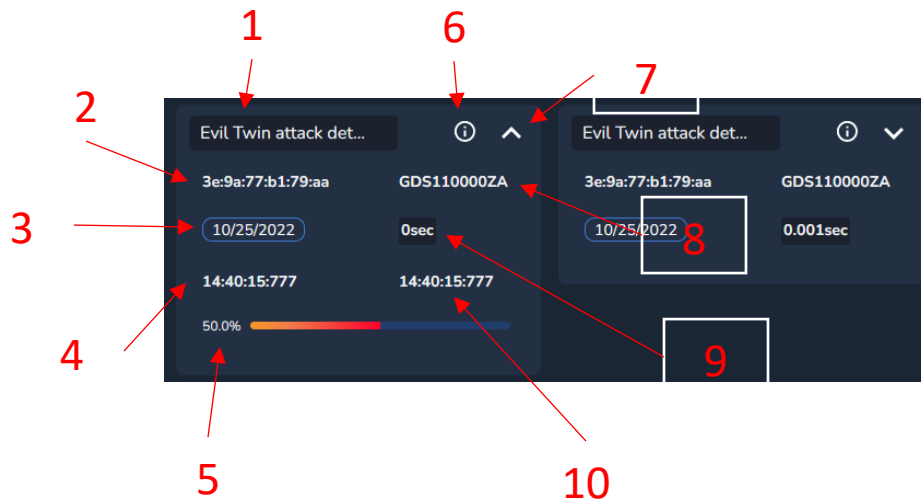 1
6
7
2
Evil Twin attack det...
Evil Twin attack det...
3e:9a:77:b1:79:aa
GDS110000ZA
3e:9a:77:b1:79:aa
GDS110000ZA
3
10/25/2022
0sec
10/25/2022
8
0.001sec
14:40:15:777
14:40:15:777
50.0%
4
9
5
10